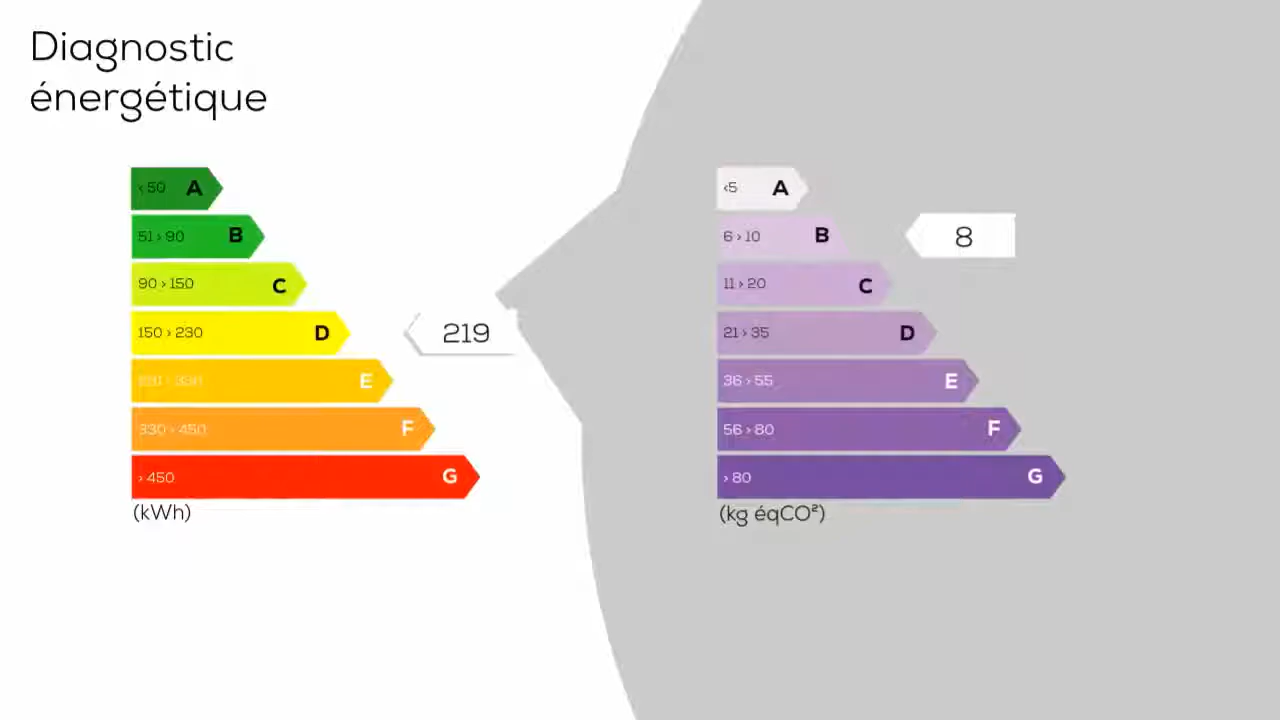 Diagnostic
énergétique
< 50 A
51 > 90 B
90 > 150 C
150 > 230 D
219
E
330 > 450 F
> 450 G
(kWh)
<5 A
6 > 10 B
8
11 > 20 C
21 > 35 D
36 > 55 E
56 > 80 F
> 80 G
(kg éqCO²)